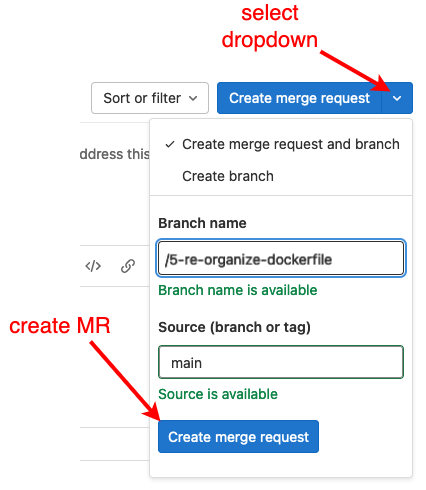 select
dropdown
Sort or filter
Create merge request
ddress this
Create merge request and branch
Create branch
Branch name
/5-re-organize-dockerfile
Branch name is available
create MR
Source (branch or tag)
main
Source is available
Create merge request